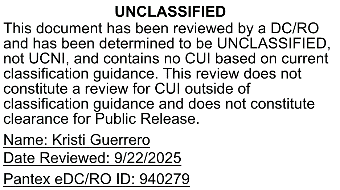 UNCLASSIFIED
This document has been reviewed by a DC/RO
and has been determined to be UNCLASSIFIED,
not UCNI, and contains no CUI based on current
classification guidance. This review does not
constitute a review for CUI outside of
classification guidance and does not constitute
clearance for Public Release.
Name: Kristi Guerrero
Date Reviewed: 9/22/2025
Pantex eDC/RO ID: 940279